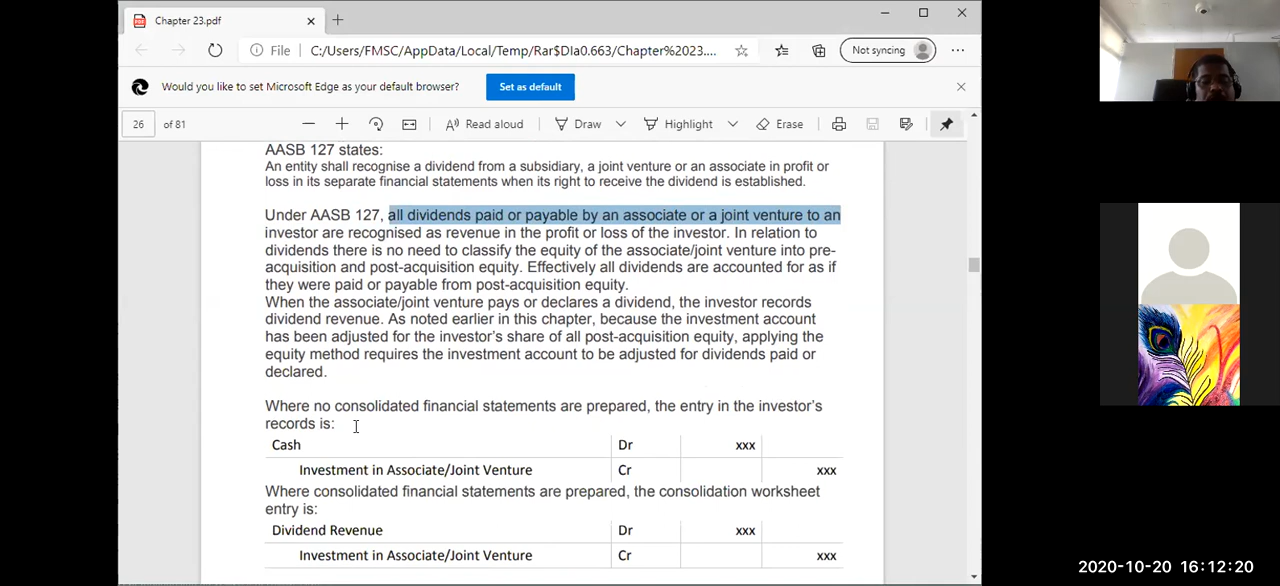 Chapter 23.pdf
File C:/Users/FMSC/AppData/Local/Temp/Rar$DIa0.663/Chapter%2023.... Not syncing
Would you like to set Microsoft Edge as your default browser? Set as default
26 of 81 Read aloud Draw Highlight Erase
AASB 127 states:
An entity shall recognise a dividend from a subsidiary, a joint venture or an associate in profit or
loss in its separate financial statements when its right to receive the dividend is established.
Under AASB 127, all dividends paid or payable by an associate or a joint venture to an
investor are recognised as revenue in the profit or loss of the investor. In relation to
dividends there is no need to classify the equity of the associate/joint venture into pre-
acquisition and post-acquisition equity. Effectively all dividends are accounted for as if
they were paid or payable from post-acquisition equity.
When the associate/joint venture pays or declares a dividend, the investor records
dividend revenue. As noted earlier in this chapter, because the investment account
has been adjusted for the investor's share of all post-acquisition equity, applying the
equity method requires the investment account to be adjusted for dividends paid or
declared.
Where no consolidated financial statements are prepared, the entry in the investor's
records is:
Cash Dr xxx
Investment in Associate/Joint Venture Cr xxx
Where consolidated financial statements are prepared, the consolidation worksheet
entry is:
Dividend Revenue Dr xxx
Investment in Associate/Joint Venture Cr xxx
2020-10-20 16:12:20